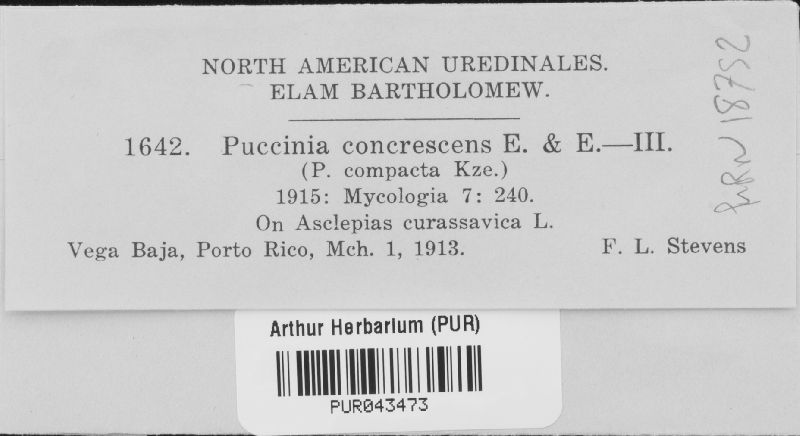 NORTH AMERICAN UREDINALES.
ELAM BARTHOLOMEW.
1642. Puccinia concrescens E. & E.—III.
(P. compacta Kze.)
1915: Mycologia 7: 240.
On Asclepias curassavica L.
Vega Baja, Porto Rico, Mch. 1, 1913. F. L. Stevens
18752
Arthur Herbarium (PUR)
PUR043473